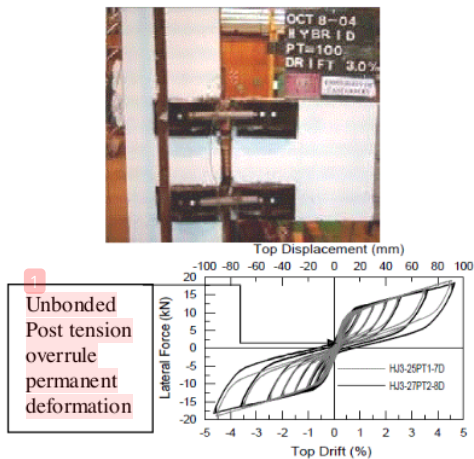 OCT 8-04
HYBRID
PT=100
DRIFT 3.0%
UNIVERSITY OF
CANTERBURY
Top Displacement (mm)
-100 -80 -60 -40 -20 0 20 40 60 80 100
1
Unbonded
Post tension
overrule
permanent
deformation
Lateral Force (kN)
20
15
10
5
0
-5
-10
-15
-20
HJ3-25PT1-7D
HJ3-27PT2-8D
-5 -4 -3 -2 -1 0 1 2 3 4 5
Top Drift (%)